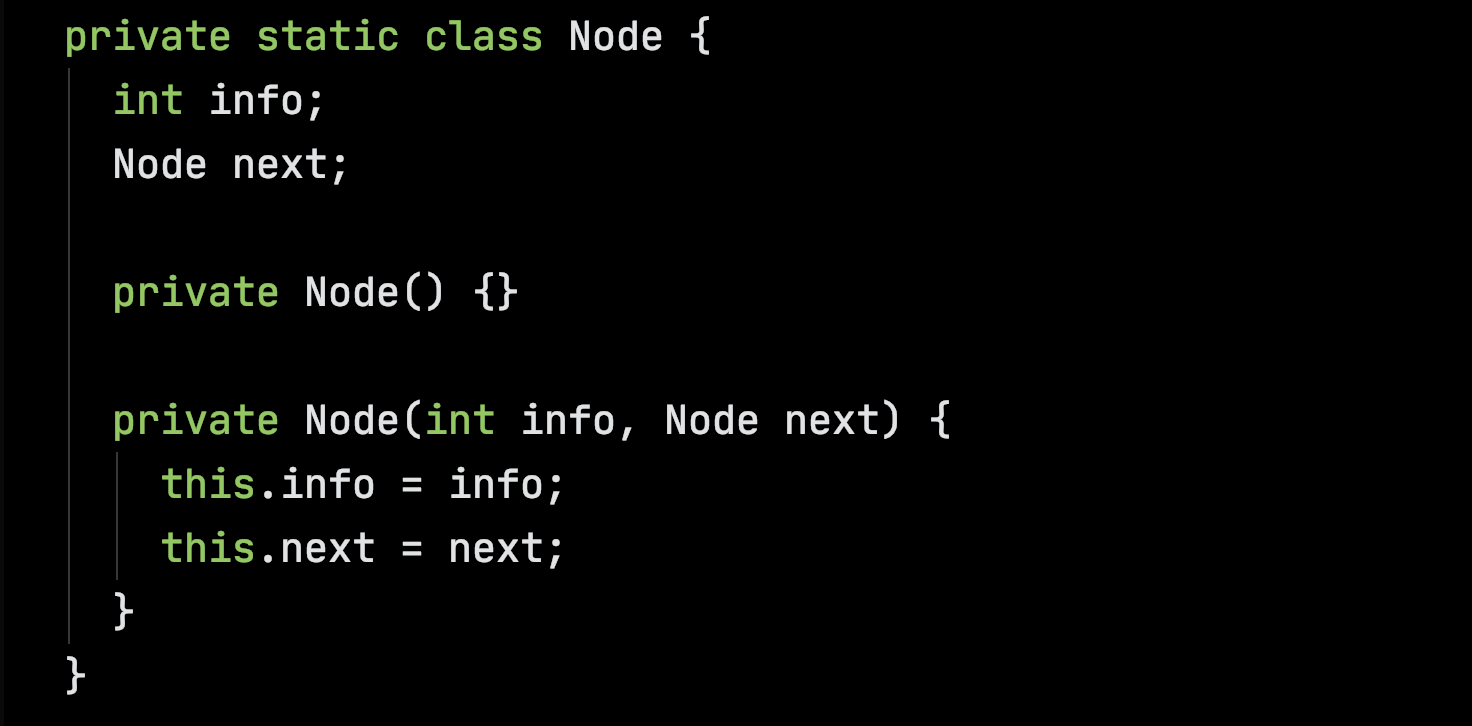 private static class Node {
int info;
Node next;
private Node() {}
private Node(int info, Node next) {
this.info = info;
this.next = next;
}
}